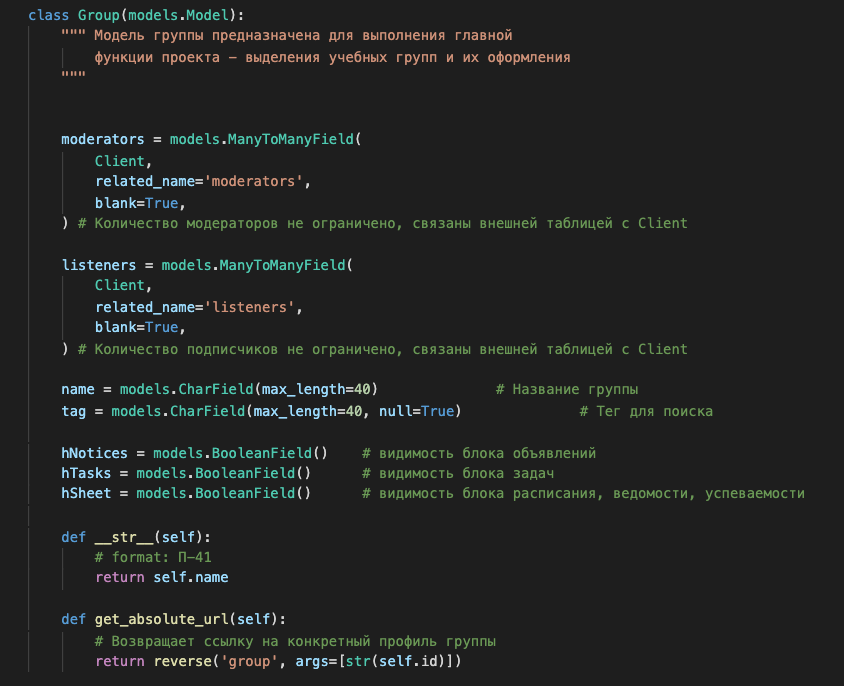 class Group(models.Model):
    """ Модель группы предназначена для выполнения главной
        функции проекта – выделения учебных групп и их оформления
    """

    moderators = models.ManyToManyField(
        Client,
        related_name='moderators',
        blank=True,
    ) # Количество модераторов не ограничено, связаны внешней таблицей с Client

    listeners = models.ManyToManyField(
        Client,
        related_name='listeners',
        blank=True,
    ) # Количество подписчиков не ограничено, связаны внешней таблицей с Client

    name = models.CharField(max_length=40)              # Название группы
    tag = models.CharField(max_length=40, null=True)              # Тег для поиска

    hNotices = models.BooleanField()    # видимость блока объявлений
    hTasks = models.BooleanField()      # видимость блока задач
    hSheet = models.BooleanField()      # видимость блока расписания, ведомости, успеваемости

    def __str__(self):
        # format: П-41
        return self.name

    def get_absolute_url(self):
        # Возвращает ссылку на конкретный профиль группы
        return reverse('group', args=[str(self.id)])